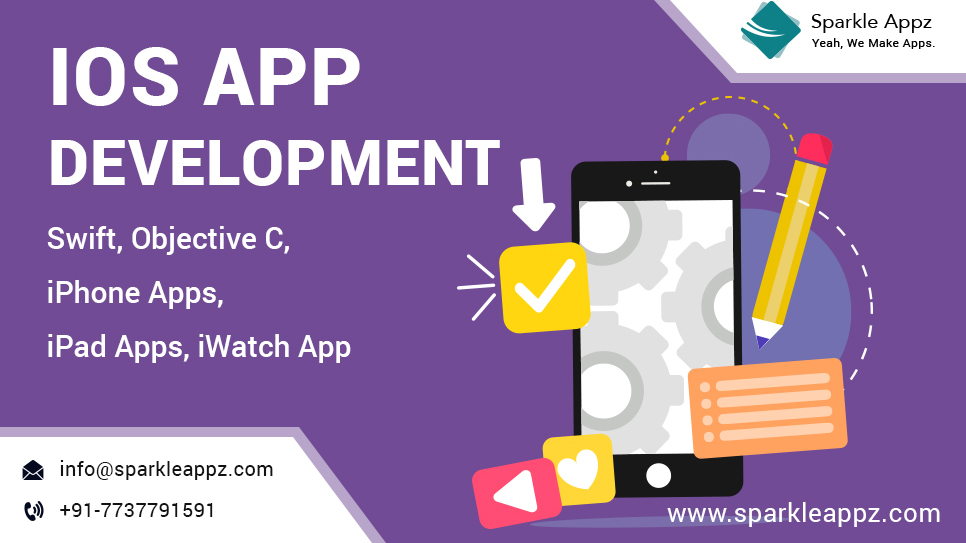 Sparkle Appz
Yeah, We Make Apps.
IOS APP
DEVELOPMENT
Swift, Objective C,
iPhone Apps,
iPad Apps, iWatch App
info@sparkleappz.com
+91-7737791591
www.sparkleappz.com